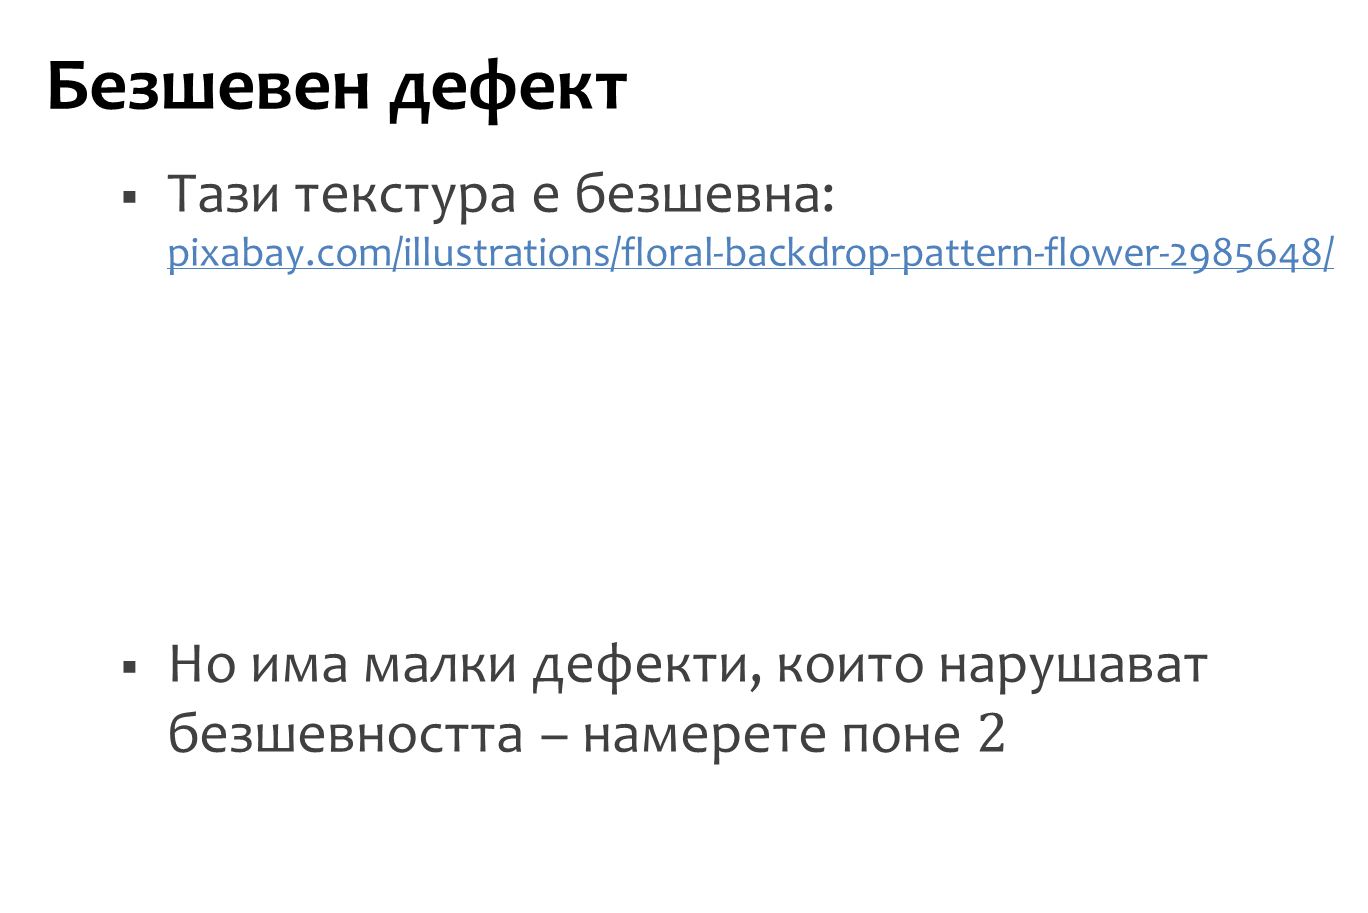 Безшевен дефект
▪ Тази текстура е безшевна:
pixabay.com/illustrations/floral-backdrop-pattern-flower-2985648/
▪ Но има малки дефекти, които нарушават
безшевността – намерете поне 2